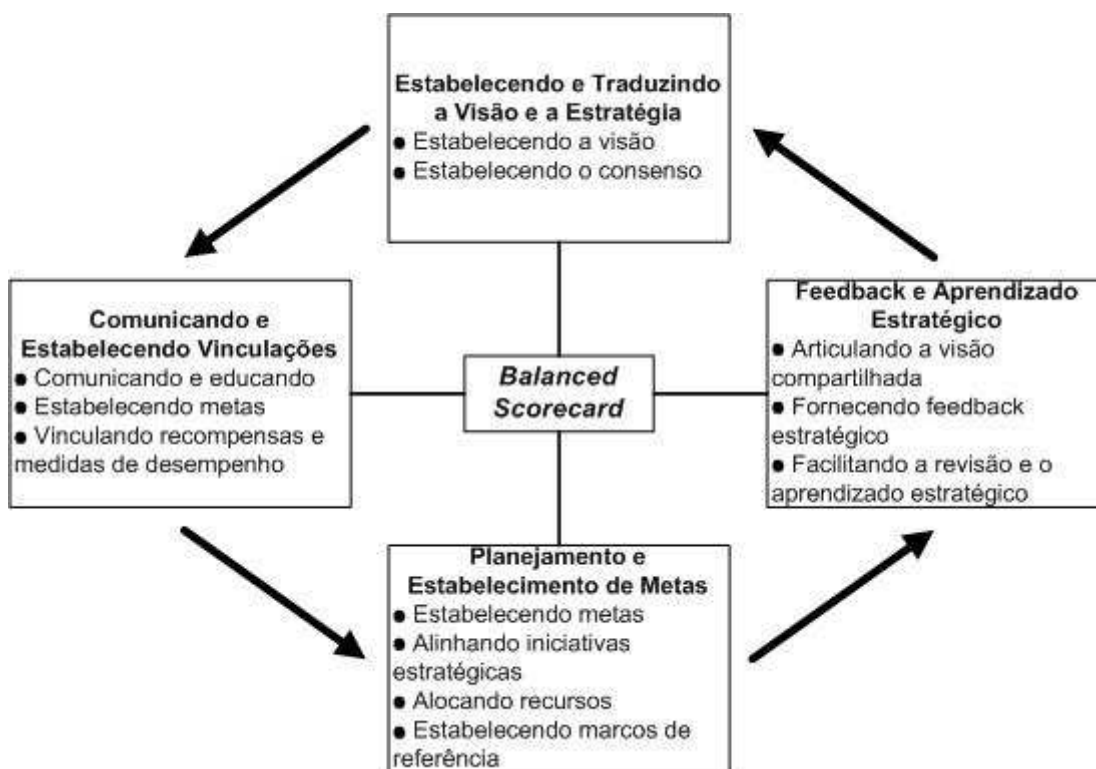 Estabelecendo e Traduzindo
a Visão e a Estratégia
● Estabelecendo a visão
● Estabelecendo o consenso
Comunicando e
Estabelecendo Vinculações
● Comunicando e educando
● Estabelecendo metas
● Vinculando recompensas e
medidas de desempenho
Balanced
Scorecard
Feedback e Aprendizado
Estratégico
● Articulando a visão
compartilhada
● Fornecendo feedback
estratégico
● Facilitando a revisão e o
aprendizado estratégico
Planejamento e
Estabelecimento de Metas
● Estabelecendo metas
● Alinhando iniciativas
estratégicas
● Alocando recursos
● Estabelecendo marcos de
referência